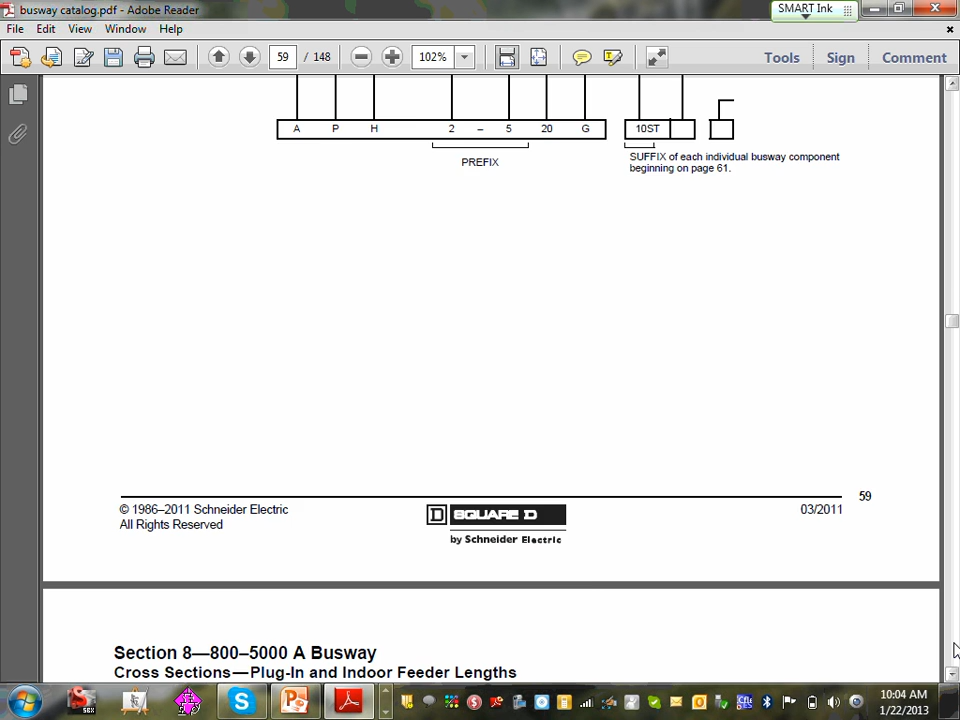 busway catalog.pdf - Adobe Reader
SMART Ink
File Edit View Window Help
59 / 148
102%
Tools Sign Comment
A P H 2 – 5 20 G 10ST
PREFIX
SUFFIX of each individual busway component
beginning on page 61.
59
© 1986–2011 Schneider Electric
All Rights Reserved
D SQUARE D
by Schneider Electric
03/2011
Section 8—800–5000 A Busway
Cross Sections—Plug-In and Indoor Feeder Lengths
10:04 AM
1/22/2013